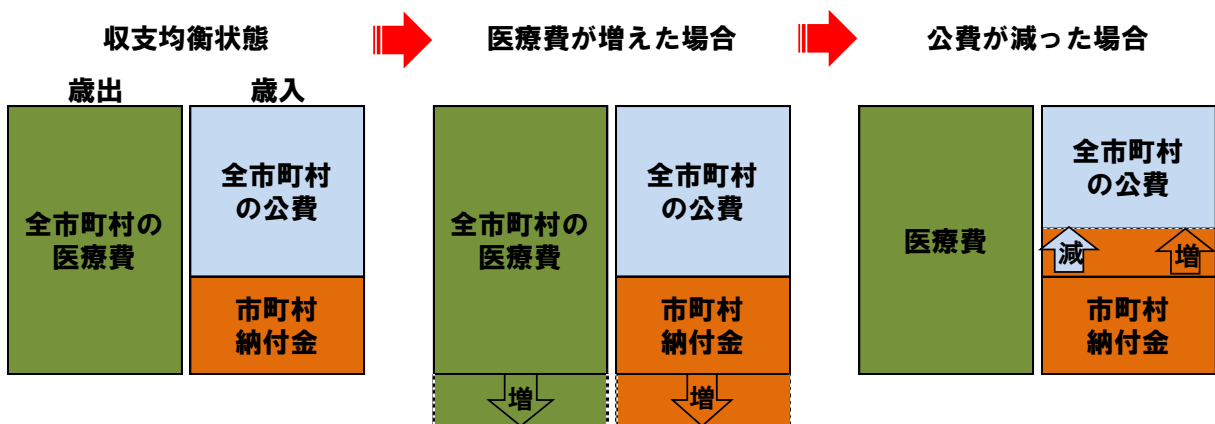 収支均衡状態
歳出
歳入
全市町村の
医療費
全市町村
の公費
市町村
納付金
医療費が増えた場合
全市町村の
医療費
全市町村
の公費
市町村
納付金
増
増
公費が減った場合
医療費
全市町村
の公費
減
増
市町村
納付金